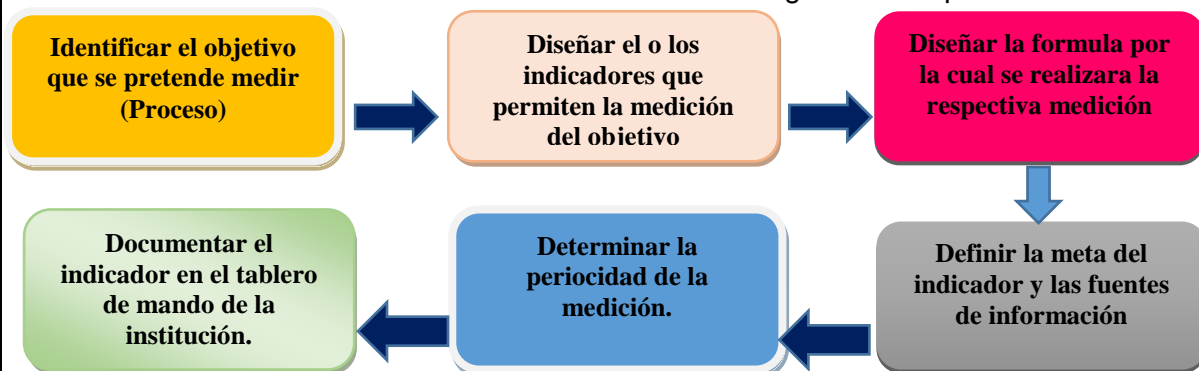 Identificar el objetivo
que se pretende medir
(Proceso)
Diseñar el o los
indicadores que
permiten la medición
del objetivo
Diseñar la formula por
la cual se realizara la
respectiva medición
Definir la meta del
indicador y las fuentes
de información
Determinar la
periocidad de la
medición.
Documentar el
indicador en el tablero
de mando de la
institución.